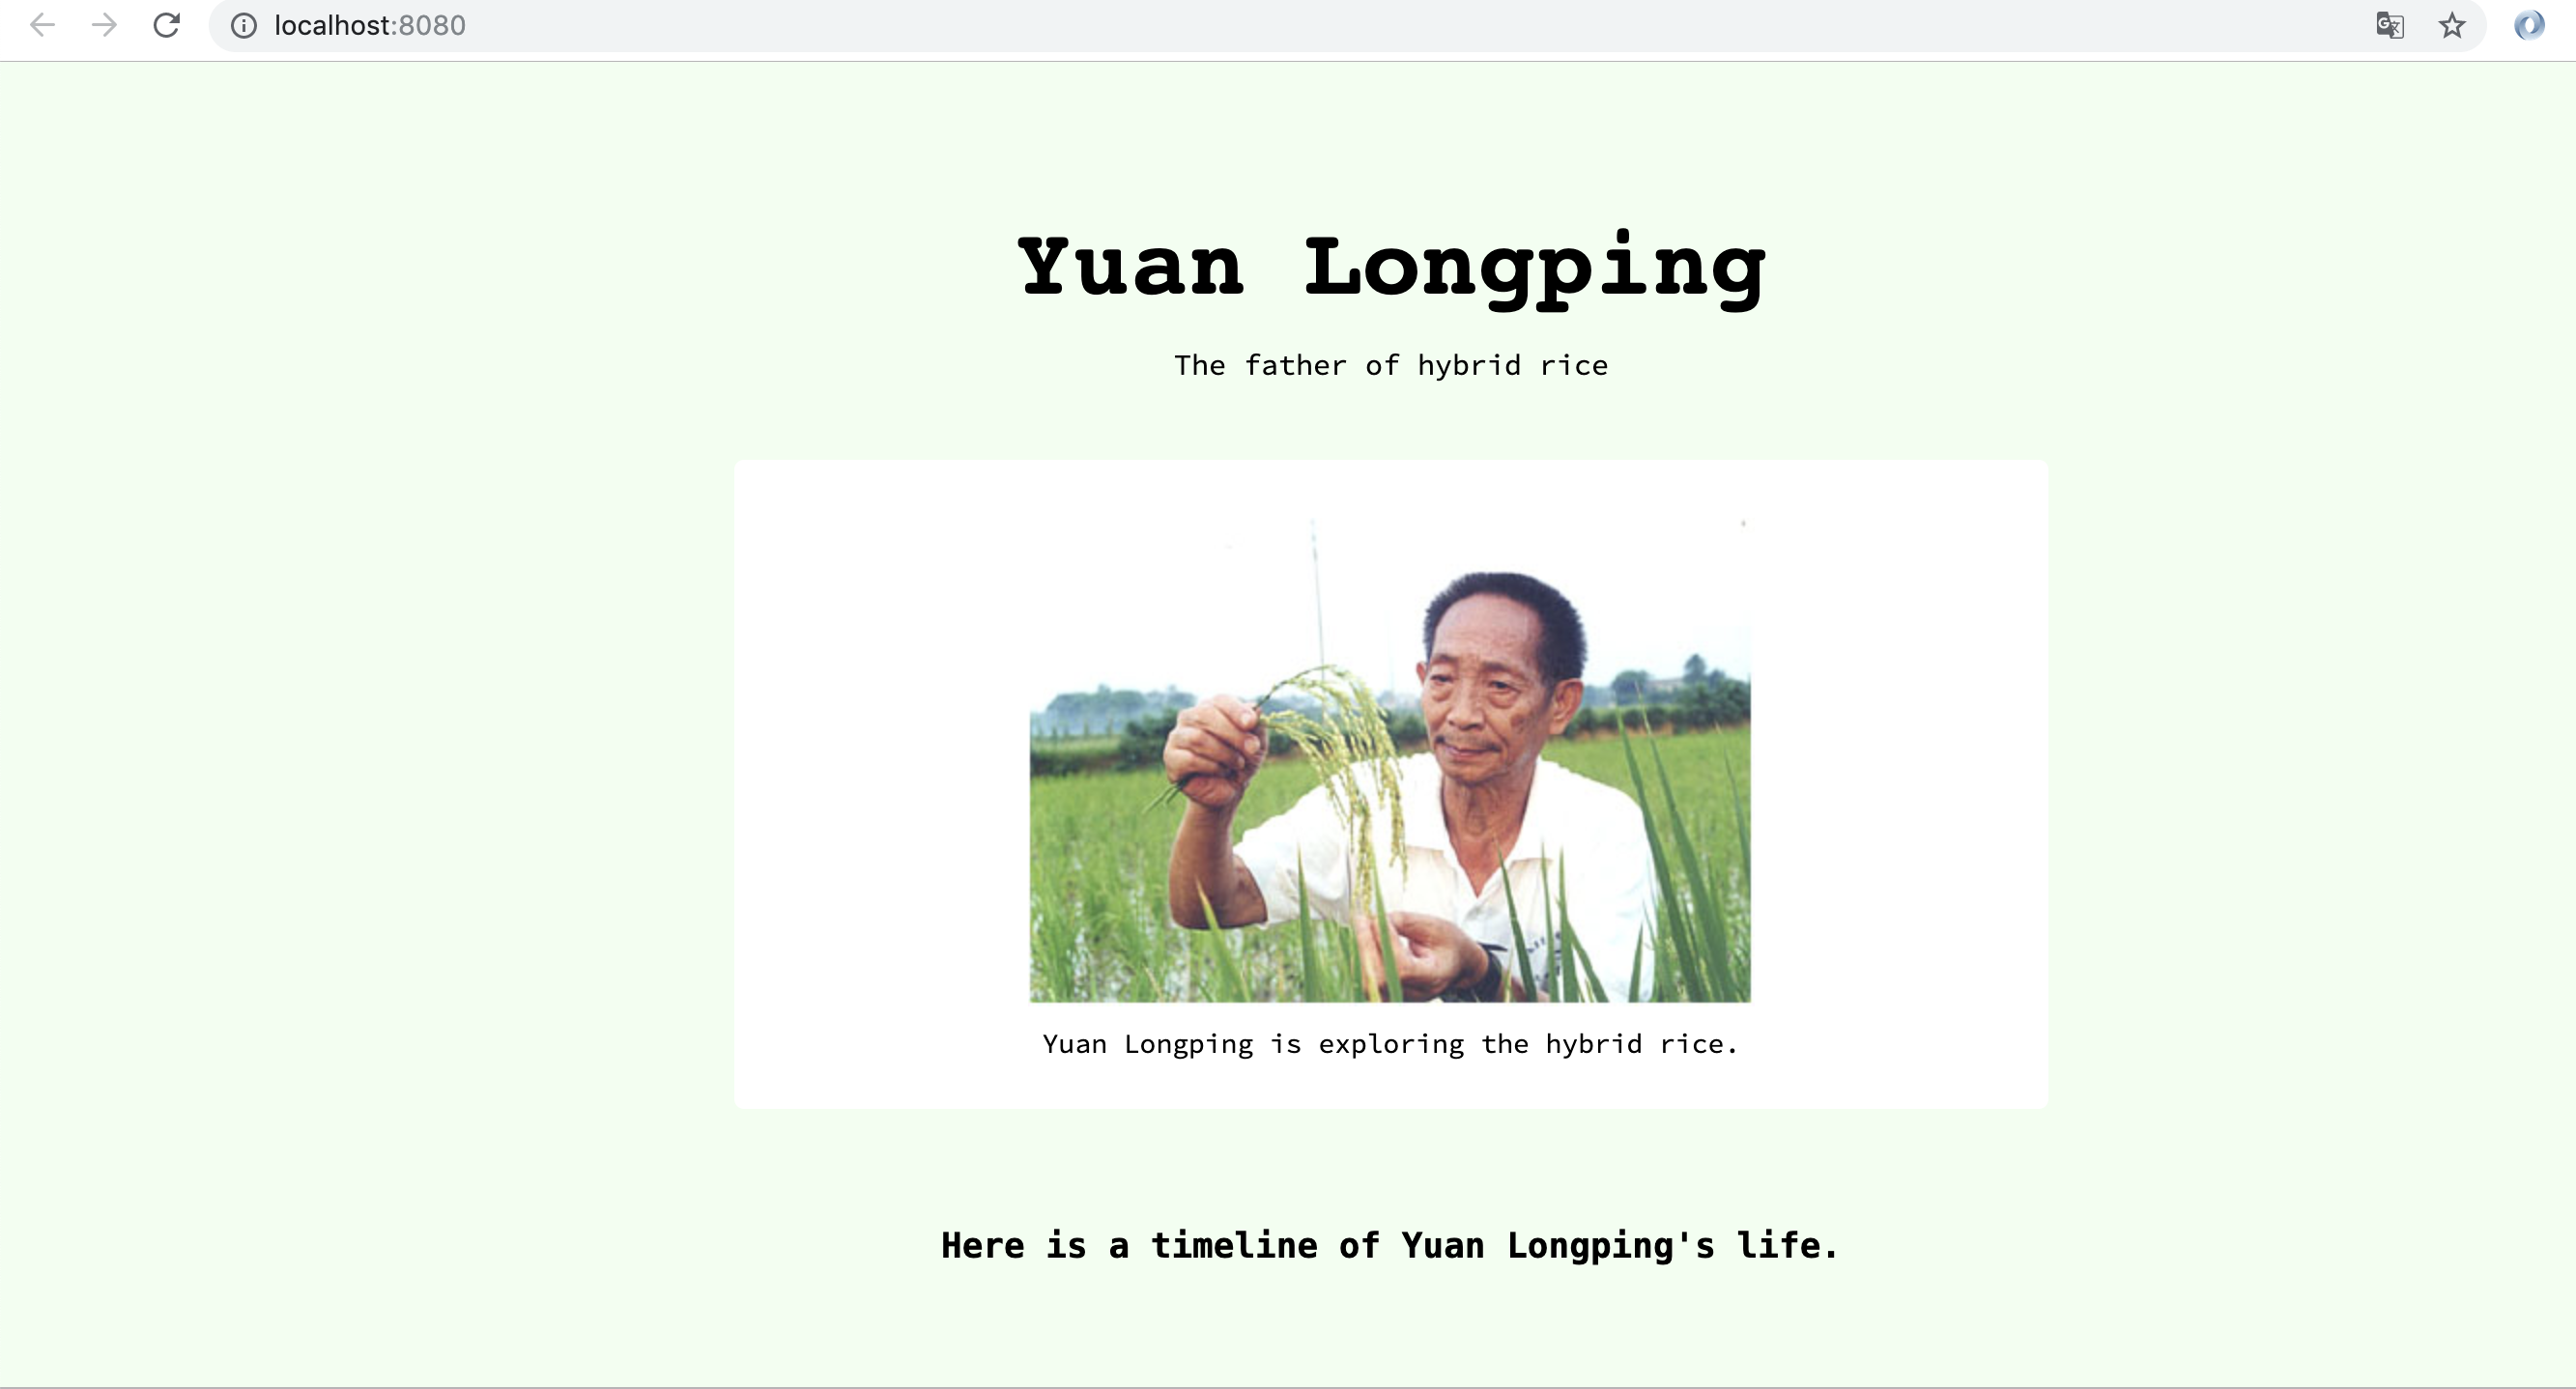 localhost:8080
Yuan Longping
The father of hybrid rice
Yuan Longping is exploring the hybrid rice.
Here is a timeline of Yuan Longping's life.